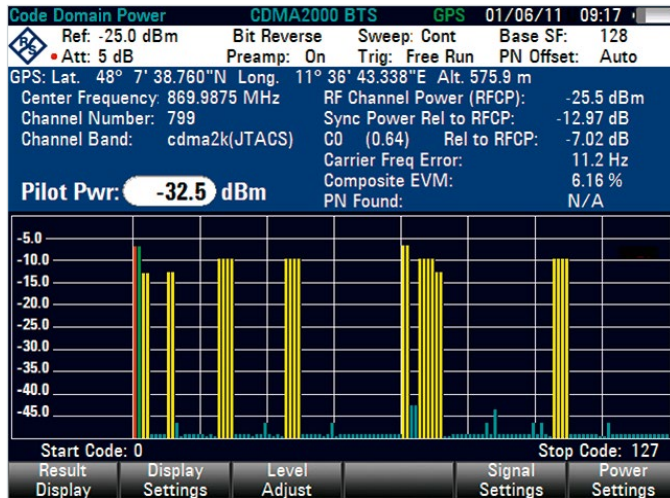 Code Domain Power CDMA2000 BTS GPS 01/06/11 09:17
Ref: -25.0 dBm Bit Reverse Sweep: Cont Base SF: 128
Att: 5 dB Preamp: On Trig: Free Run PN Offset: Auto
GPS: Lat. 48° 7' 38.760"N Long. 11° 36' 43.338"E Alt. 575.9 m
Center Frequency: 869.9875 MHz RF Channel Power (RFCP): -25.5 dBm
Channel Number: 799 Sync Power Rel to RFCP: -12.97 dB
Channel Band: cdma2k(JTACS) C0 (0.64) Rel to RFCP: -7.02 dB
Carrier Freq Error: 11.2 Hz
Composite EVM: 6.16 %
Pilot Pwr: -32.5 dBm
PN Found: N/A
-5.0
-10.0
-15.0
-20.0
-25.0
-30.0
-35.0
-40.0
-45.0
Start Code: 0 Stop Code: 127
Result Display Level Signal Power
Display Settings Adjust Settings Settings